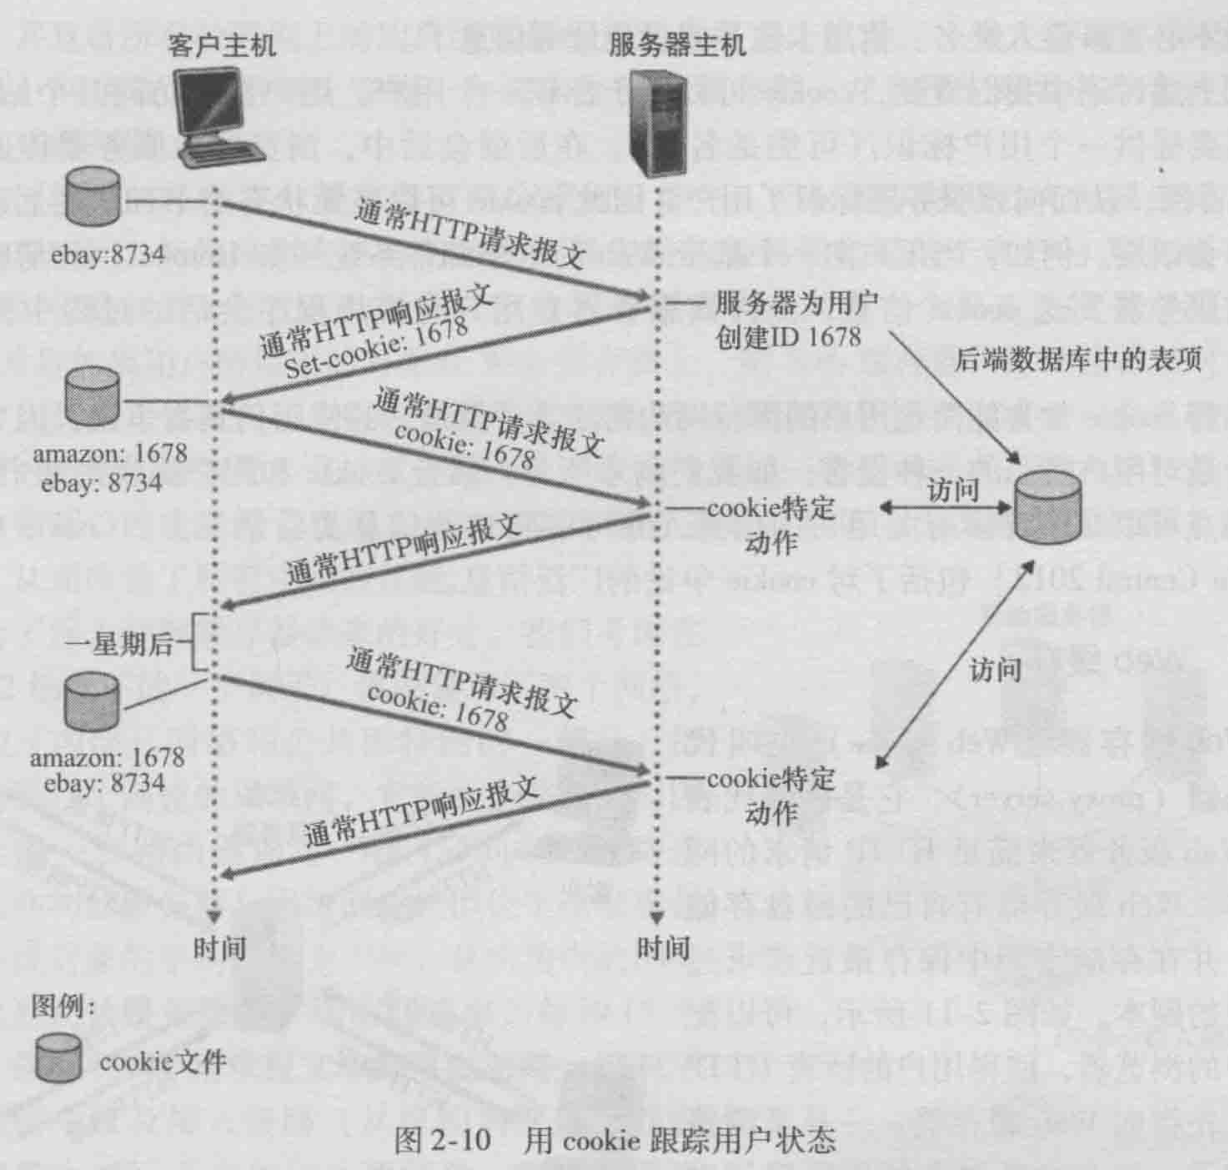 客户主机
服务器主机
ebay:8734
通常HTTP请求报文
服务器为用户
创建ID 1678
通常HTTP响应报文
Set-cookie: 1678
后端数据库中的表项
amazon: 1678
ebay: 8734
通常HTTP请求报文
cookie: 1678
cookie特定
动作
访问
通常HTTP响应报文
一星期后
访问
amazon: 1678
ebay: 8734
通常HTTP请求报文
cookie: 1678
cookie特定
动作
通常HTTP响应报文
时间
时间
图例:
cookie文件
图 2-10 用 cookie 跟踪用户状态